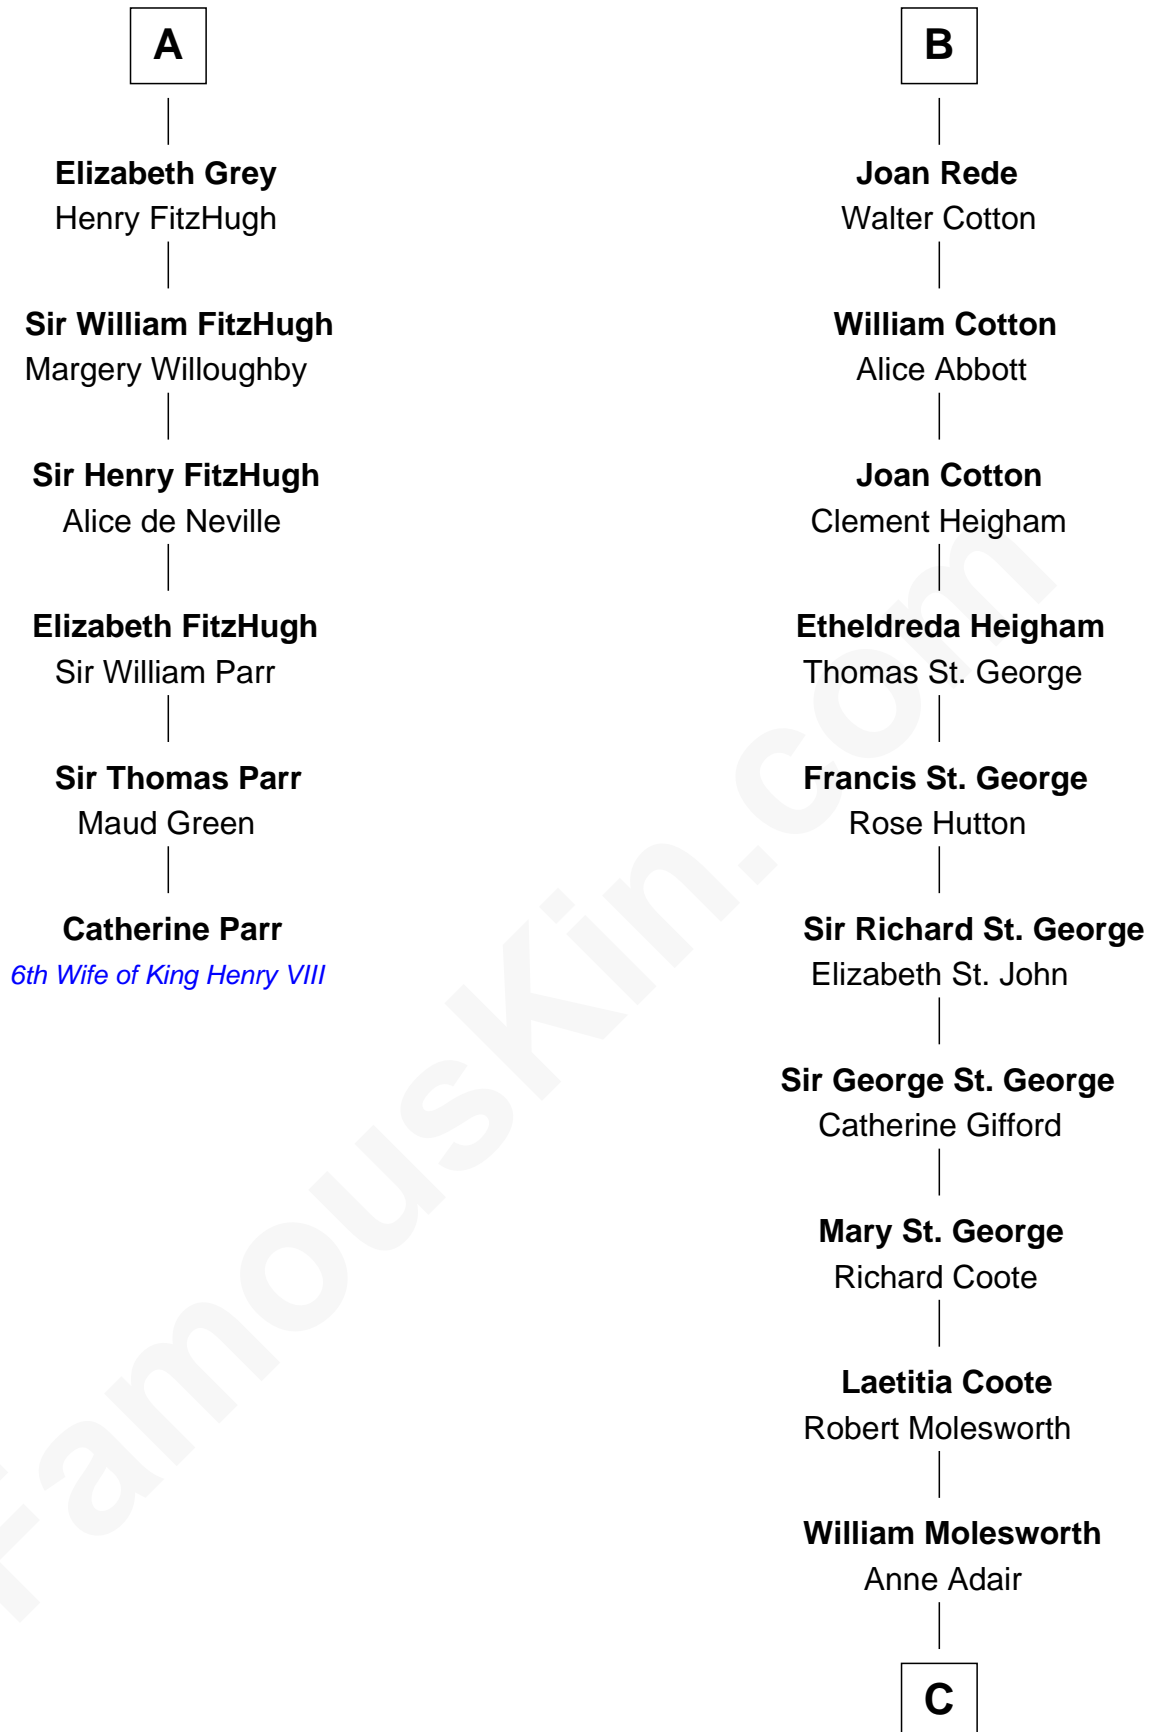 A
Elizabeth Grey
Henry FitzHugh
Sir William FitzHugh
Margery Willoughby
Sir Henry FitzHugh
Alice de Neville
Elizabeth FitzHugh
Sir William Parr
Sir Thomas Parr
Maud Green
Catherine Parr
6th Wife of King Henry VIII
B
Joan Rede
Walter Cotton
William Cotton
Alice Abbott
Joan Cotton
Clement Heigham
Etheldreda Heigham
Thomas St. George
Francis St. George
Rose Hutton
Sir Richard St. George
Elizabeth St. John
Sir George St. George
Catherine Gifford
Mary St. George
Richard Coote
Laetitia Coote
Robert Molesworth
William Molesworth
Anne Adair
C
FamousKin.com